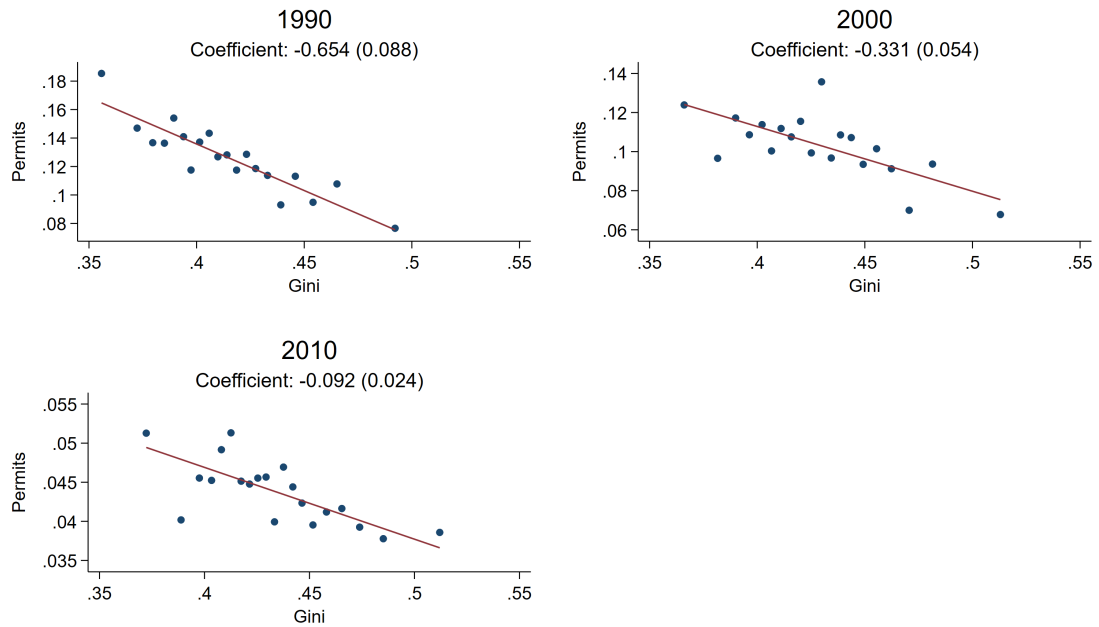 1990
Coefficient: -0.654 (0.088)
Permits
.18
.16
.14
.12
.1
.08
.35 .4 .45 .5 .55
Gini
2000
Coefficient: -0.331 (0.054)
Permits
.14
.12
.1
.08
.06
.35 .4 .45 .5 .55
Gini
2010
Coefficient: -0.092 (0.024)
Permits
.055
.05
.045
.04
.035
.35 .4 .45 .5 .55
Gini